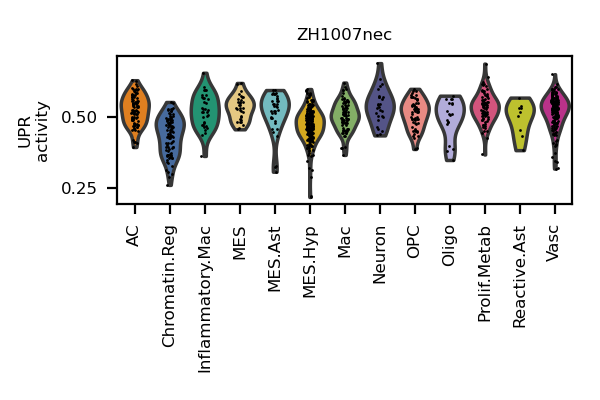 ZH1007nec
UPR
activity
0.50
0.25
AC
Chromatin.Reg
Inflammatory.Mac
MES
MES.Ast
MES.Hyp
Mac
Neuron
OPC
Oligo
Prolif.Metab
Reactive.Ast
Vasc